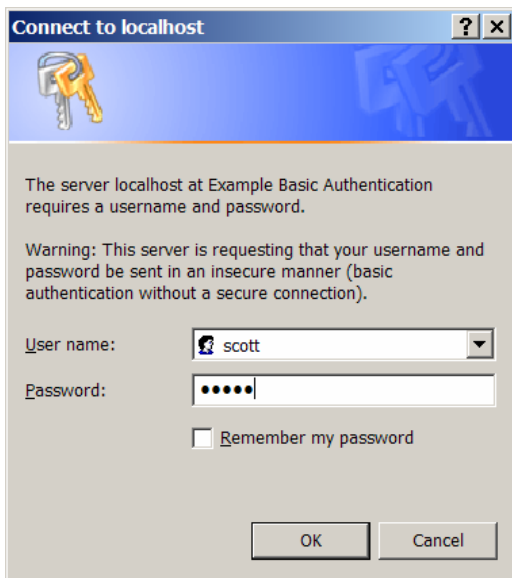 Connect to localhost
The server localhost at Example Basic Authentication
requires a username and password.
Warning: This server is requesting that your username and
password be sent in an insecure manner (basic
authentication without a secure connection).
User name: scott
Password: •••••
Remember my password
OK Cancel